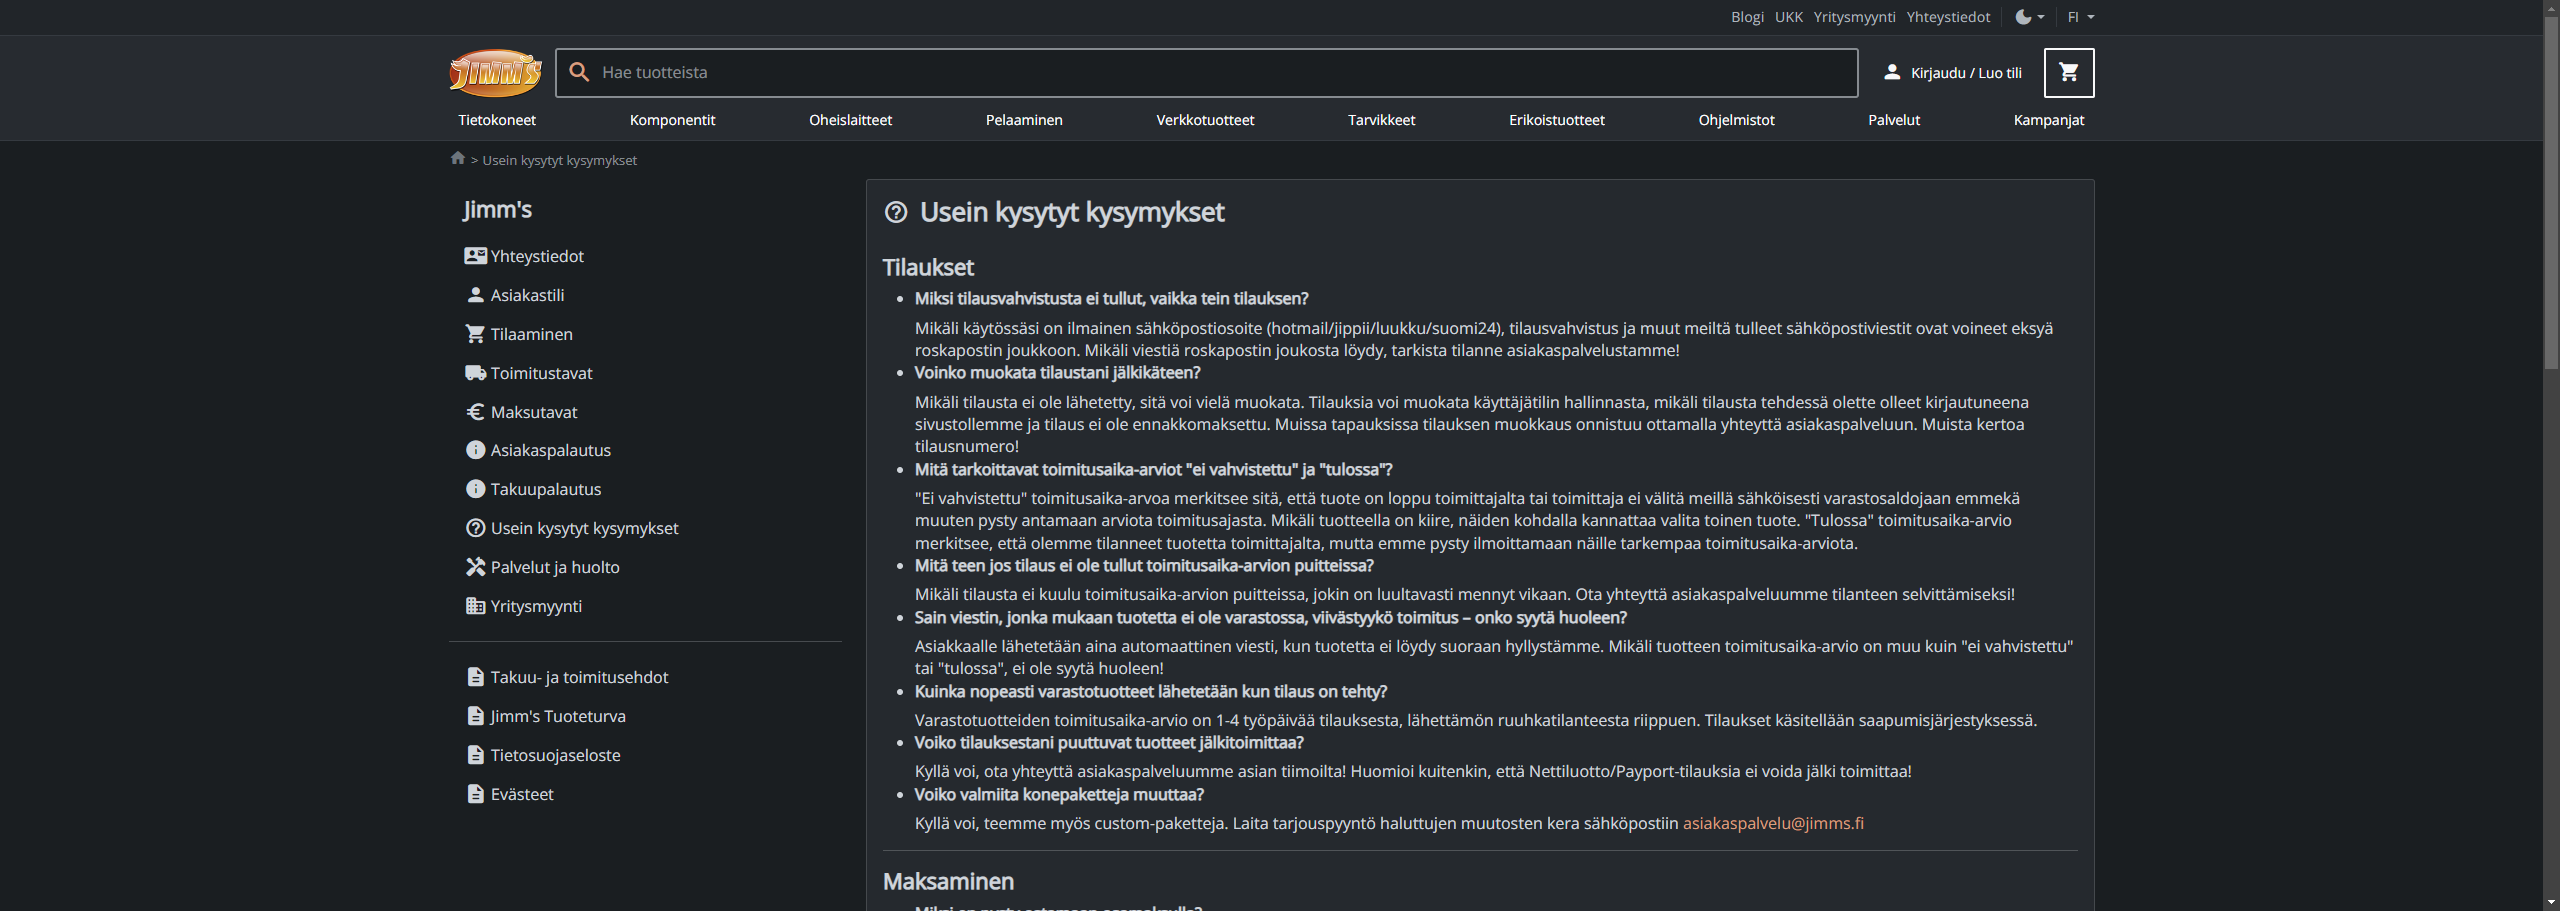 Blogi UKK Yritysmyynti Yhteystiedot FI
JIMM'S
Hae tuotteista
Kirjaudu / Luo tili
Tietokoneet Komponentit Oheislaitteet Pelaaminen Verkkotuotteet Tarvikkeet Erikoistuotteet Ohjelmistot Palvelut Kampanjat
> Usein kysytyt kysymykset
Jimm's
Yhteystiedot
Asiakastili
Tilaaminen
Toimitustavat
Maksutavat
Asiakaspalautus
Takuupalautus
Usein kysytyt kysymykset
Palvelut ja huolto
Yritysmyynti
Takuu- ja toimitusehdot
Jimm's Tuoteturva
Tietosuojaseloste
Evästeet
Usein kysytyt kysymykset
Tilaukset
Miksi tilausvahvistusta ei tullut, vaikka tein tilauksen?
Mikäli käytössäsi on ilmainen sähköpostiosoite (hotmail/jippii/luukku/suomi24), tilausvahvistus ja muut meiltä tulleet sähköpostiviestit ovat voineet eksyä
roskapostin joukkoon. Mikäli viestiä roskapostin joukosta löydy, tarkista tilanne asiakaspalvelustamme!
Voinko muokata tilaustani jälkikäteen?
Mikäli tilausta ei ole lähetetty, sitä voi vielä muokata. Tilauksia voi muokata käyttäjätilin hallinnasta, mikäli tilausta tehdessä olette olleet kirjautuneena
sivustollemme ja tilaus ei ole ennakkomaksettu. Muissa tapauksissa tilauksen muokkaus onnistuu ottamalla yhteyttä asiakaspalveluun. Muista kertoa
tilausnumero!
Mitä tarkoittavat toimitusaika-arviot "ei vahvistettu" ja "tulossa"?
"Ei vahvistettu" toimitusaika-arvoa merkitsee sitä, että tuote on loppu toimittajalta tai toimittaja ei välitä meillä sähköisesti varastosaldojaan emmekä
muuten pysty antamaan arviota toimitusajasta. Mikäli tuotteella on kiire, näiden kohdalla kannattaa valita toinen tuote. "Tulossa" toimitusaika-arvio
merkitsee, että olemme tilanneet tuotetta toimittajalta, mutta emme pysty ilmoittamaan näille tarkempaa toimitusaika-arviota.
Mitä teen jos tilaus ei ole tullut toimitusaika-arvion puitteissa?
Mikäli tilausta ei kuulu toimitusaika-arvion puitteissa, jokin on luultavasti mennyt vikaan. Ota yhteyttä asiakaspalveluumme tilanteen selvittämiseksi!
Sain viestin, jonka mukaan tuotetta ei ole varastossa, viivästyykö toimitus – onko syytä huoleen?
Asiakkaalle lähetetään aina automaattinen viesti, kun tuotetta ei löydy suoraan hyllystämme. Mikäli tuotteen toimitusaika-arvio on muu kuin "ei vahvistettu"
tai "tulossa", ei ole syytä huoleen!
Kuinka nopeasti varastotuotteet lähetetään kun tilaus on tehty?
Varastotuotteiden toimitusaika-arvio on 1-4 työpäivää tilauksesta, lähettämön ruuhkatilanteesta riippuen. Tilaukset käsitellään saapumisjärjestyksessä.
Voiko tilauksestani puuttuvat tuotteet jälkitoimittaa?
Kyllä voi, ota yhteyttä asiakaspalveluumme asian tiimoilta! Huomioi kuitenkin, että Nettiluotto/Payport-tilauksia ei voida jälki toimittaa!
Voiko valmiita konepaketteja muuttaa?
Kyllä voi, teemme myös custom-paketteja. Laita tarjouspyyntö haluttujen muutosten kera sähköpostiin asiakaspalvelu@jimms.fi
Maksaminen